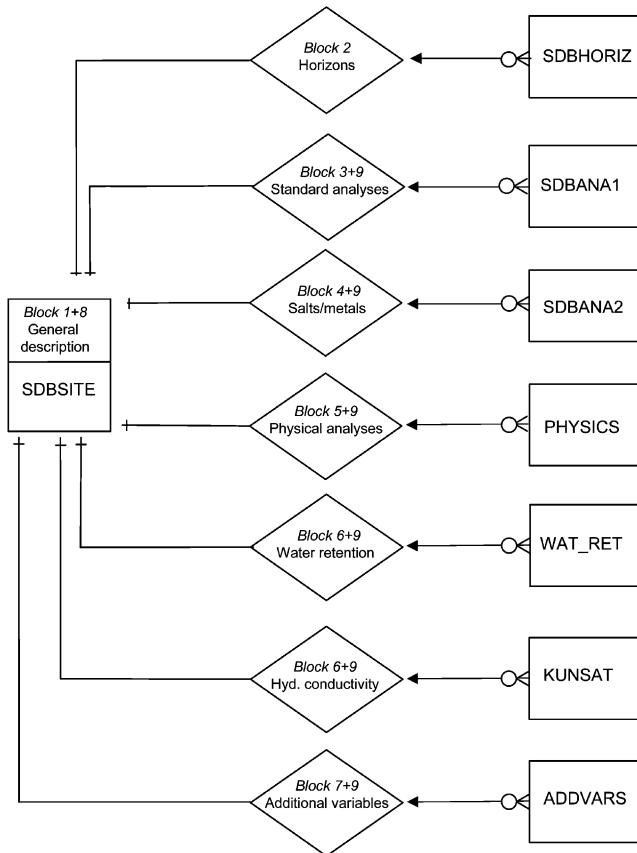 Block 2
Horizons
SDBHORIZ
Block 3+9
Standard analyses
SDBANA1
Block 4+9
Salts/metals
SDBANA2
Block 1+8
General
description
SDBSITE
Block 5+9
Physical analyses
PHYSICS
Block 6+9
Water retention
WAT_RET
Block 6+9
Hyd. conductivity
KUNSAT
Block 7+9
Additional variables
ADDVARS